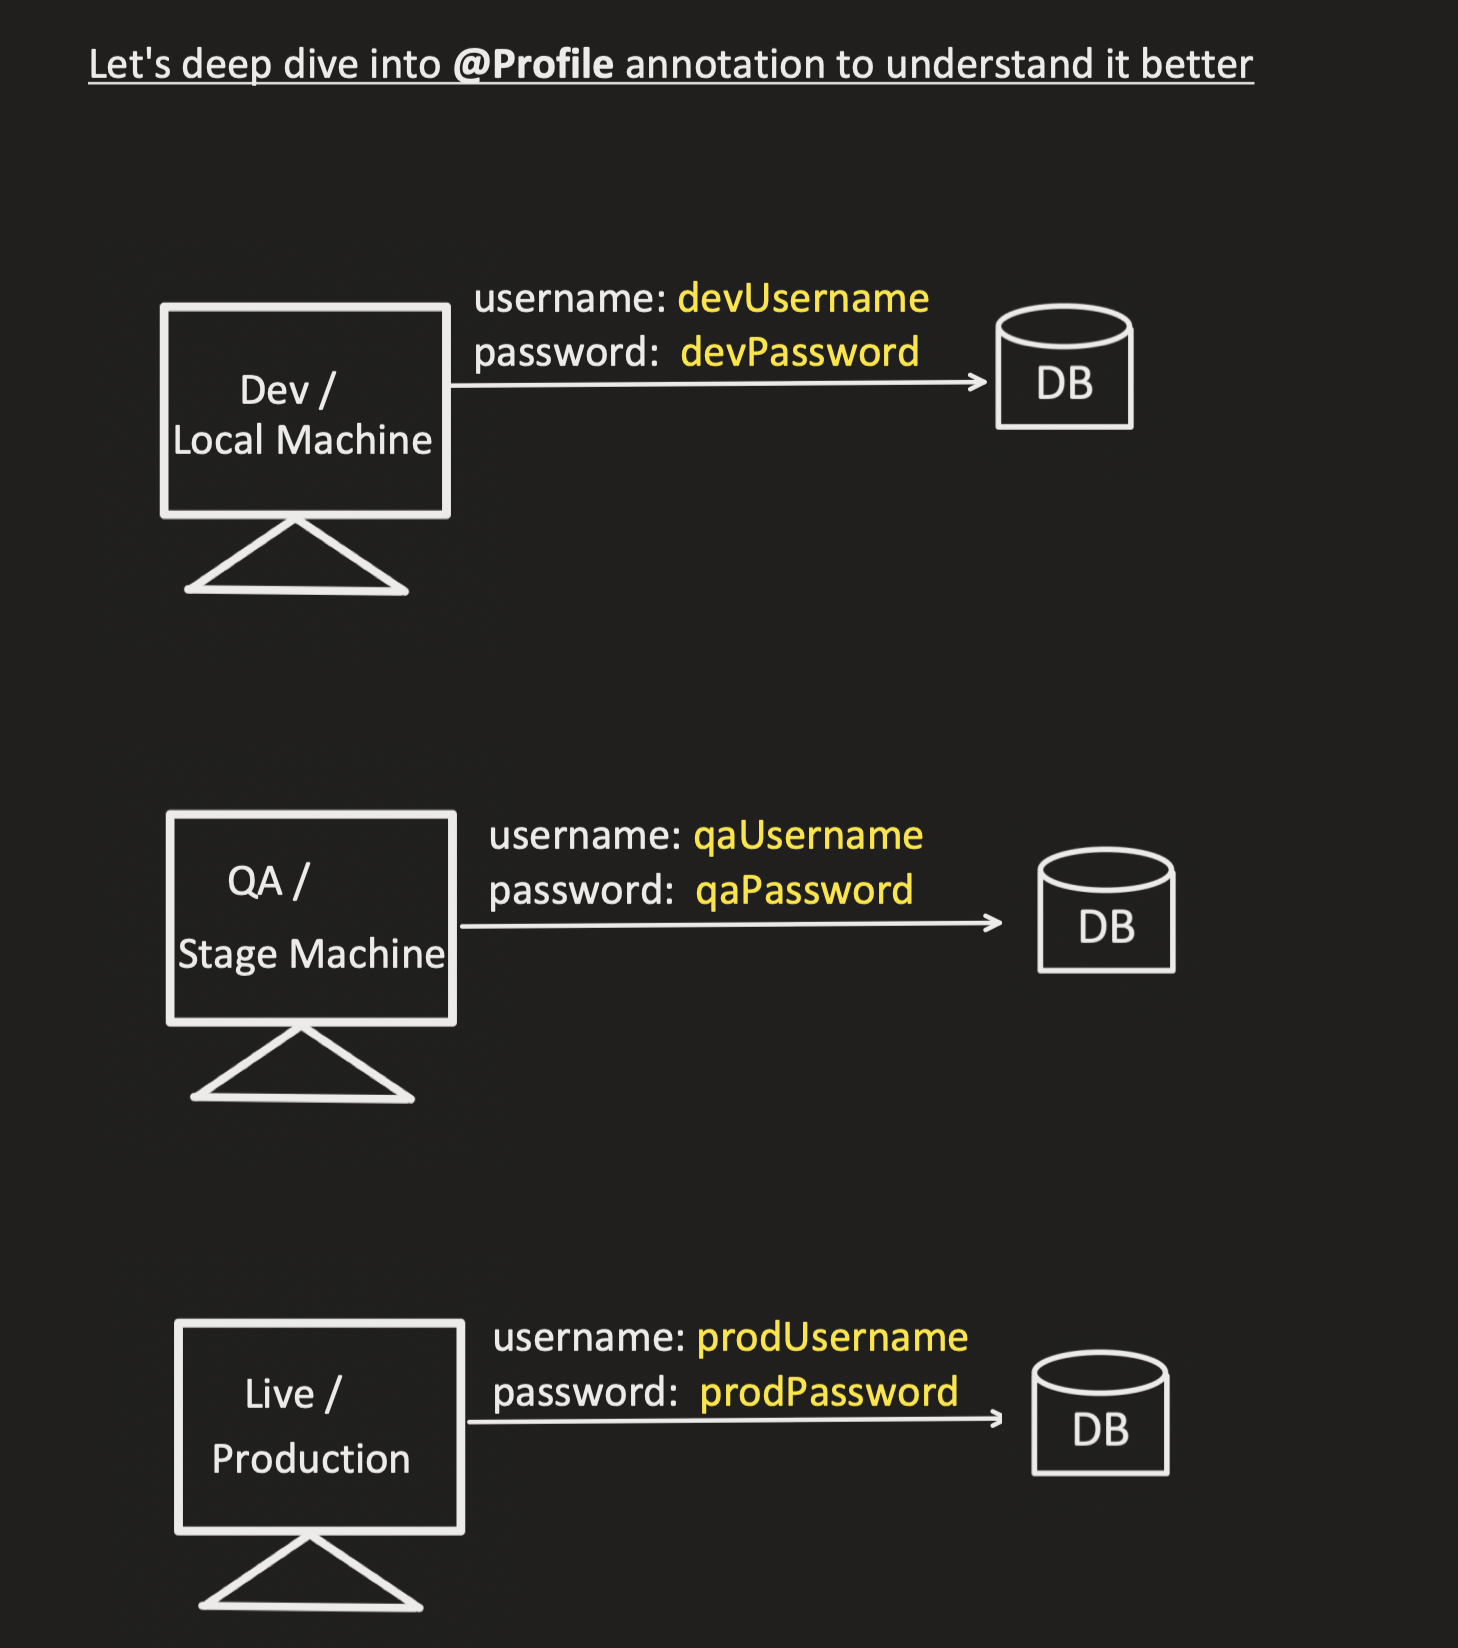 Let's deep dive into @Profile annotation to understand it better
username: devUsername
password: devPassword
Dev /
Local Machine
DB
username: qaUsername
password: qaPassword
QA /
Stage Machine
DB
username: prodUsername
password: prodPassword
Live /
Production
DB